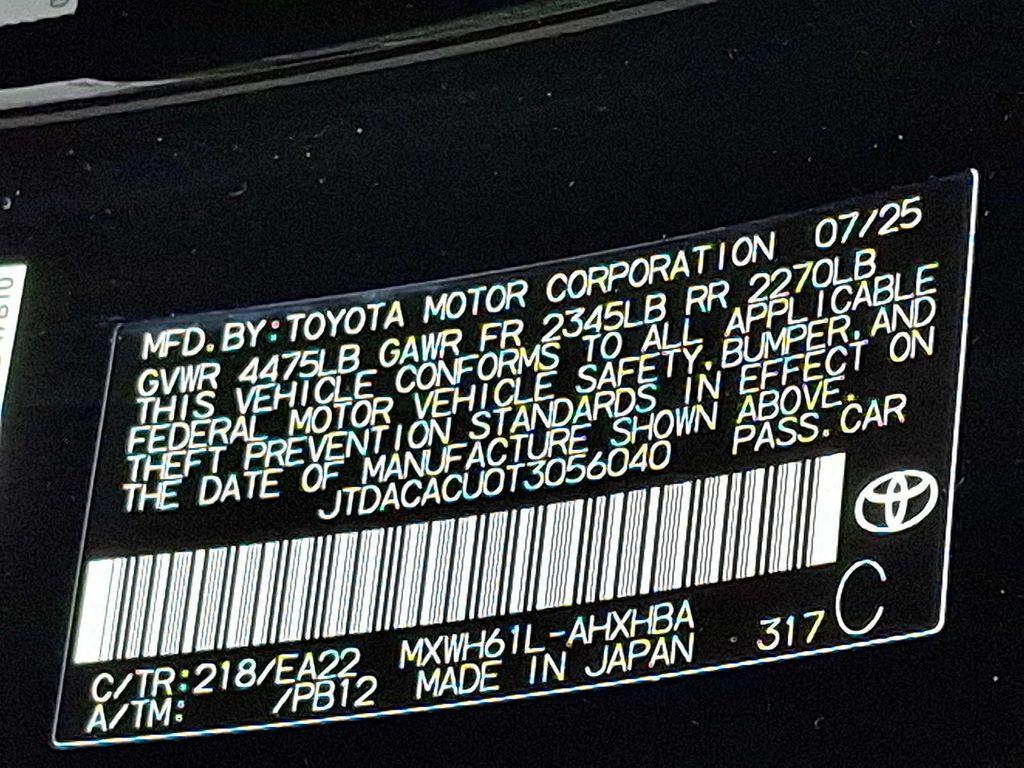 MFD.BY:TOYOTA MOTOR CORPORATION 07/25
GVWR 4475LB GAWR FR 2345LB RR 2270LB
THIS VEHICLE CONFORMS TO ALL APPLICABLE
FEDERAL MOTOR VEHICLE SAFETY,BUMPER,AND
THEFT PREVENTION STANDARDS IN EFFECT ON
THE DATE OF MANUFACTURE SHOWN ABOVE.
JTDACACU0T3056040 PASS.CAR
C/TR:218/EA22 MXWH61L-AHXHBA 317 C
A/TM: /PB12 MADE IN JAPAN